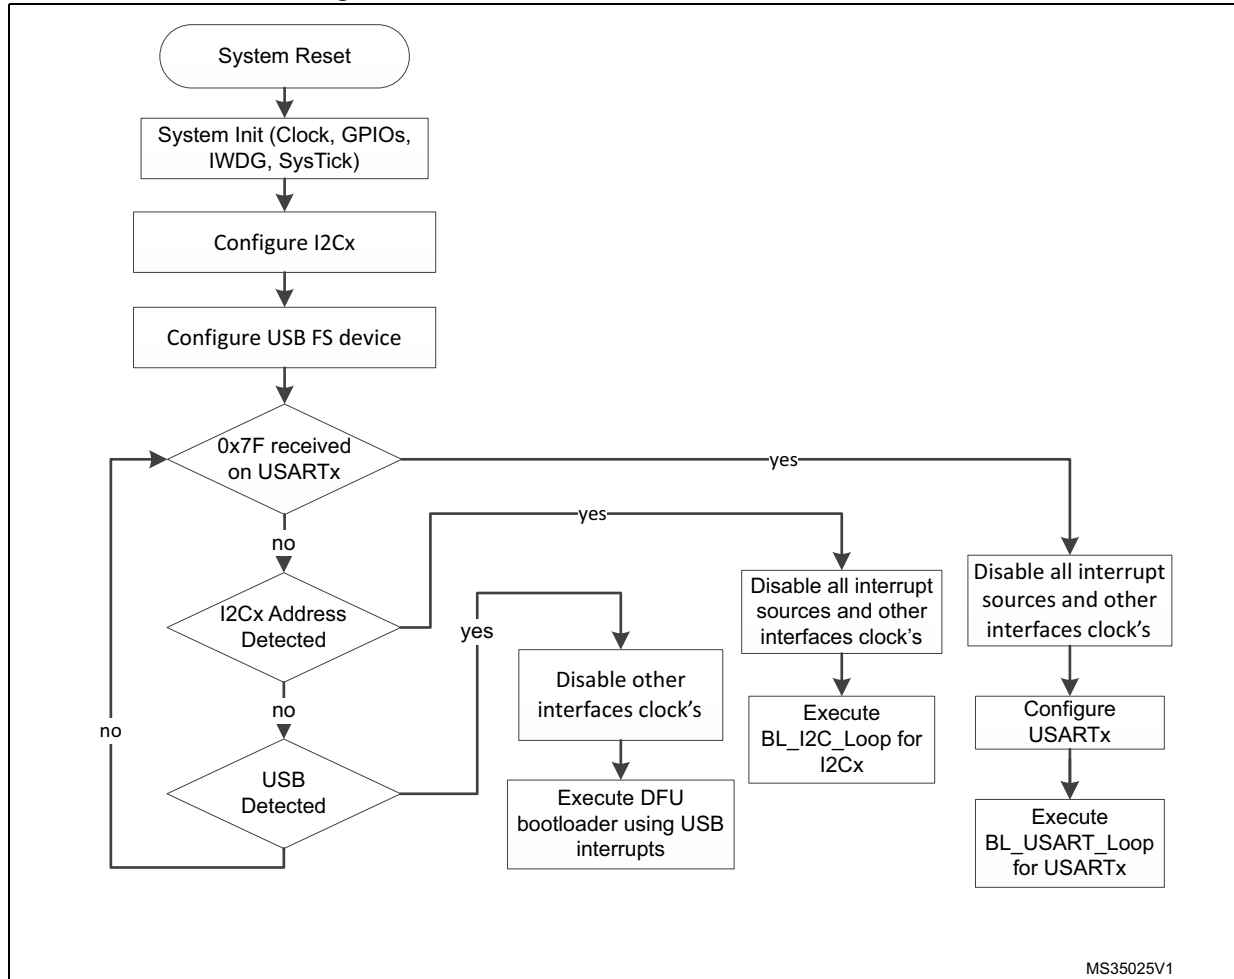 System Reset
System Init (Clock, GPIOs,
IWDG, SysTick)
Configure I2Cx
Configure USB FS device
0x7F received
on USARTx
yes
no
yes
I2Cx Address
Detected
yes
no
no
USB
Detected
Disable other
interfaces clock’s
Execute DFU
bootloader using USB
interrupts
Disable all interrupt
sources and other
interfaces clock’s
Execute
BL_I2C_Loop for
I2Cx
Disable all interrupt
sources and other
interfaces clock’s
Configure
USARTx
Execute
BL_USART_Loop
for USARTx
MS35025V1